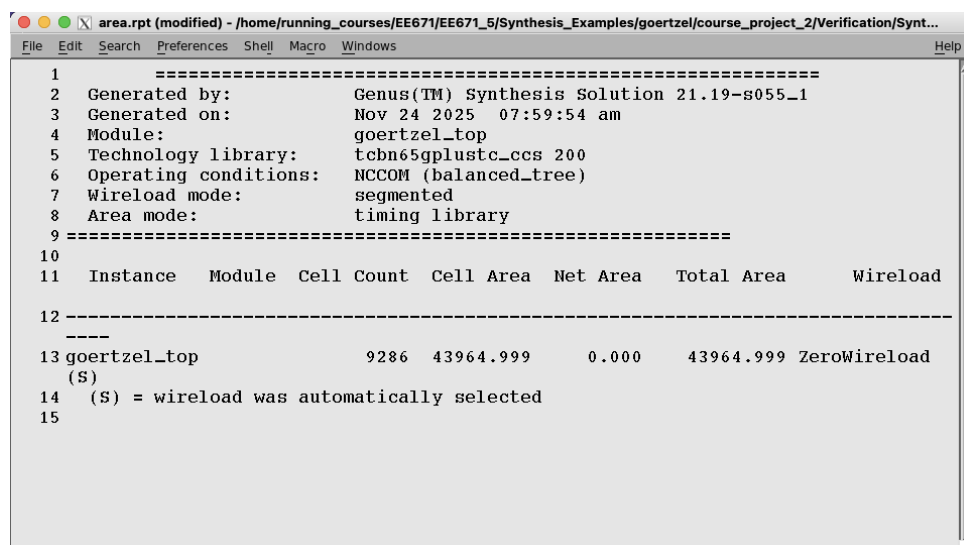 area.rpt (modified) - /home/running_courses/EE671/EE671_5/Synthesis_Examples/goertzel/course_project_2/Verification/Synt...
File Edit Search Preferences Shell Macro Windows Help
1 ============================================================
2 Generated by: Genus(TM) Synthesis Solution 21.19-s055_1
3 Generated on: Nov 24 2025 07:59:54 am
4 Module: goertzel_top
5 Technology library: tcbn65gplustc_ccs 200
6 Operating conditions: NCCOM (balanced_tree)
7 Wireload mode: segmented
8 Area mode: timing library
9 ============================================================
10
11 Instance Module Cell Count Cell Area Net Area Total Area Wireload
12 --------------------------------------------------------------------------------
----
13 goertzel_top 9286 43964.999 0.000 43964.999 ZeroWireload
(S)
14 (S) = wireload was automatically selected
15